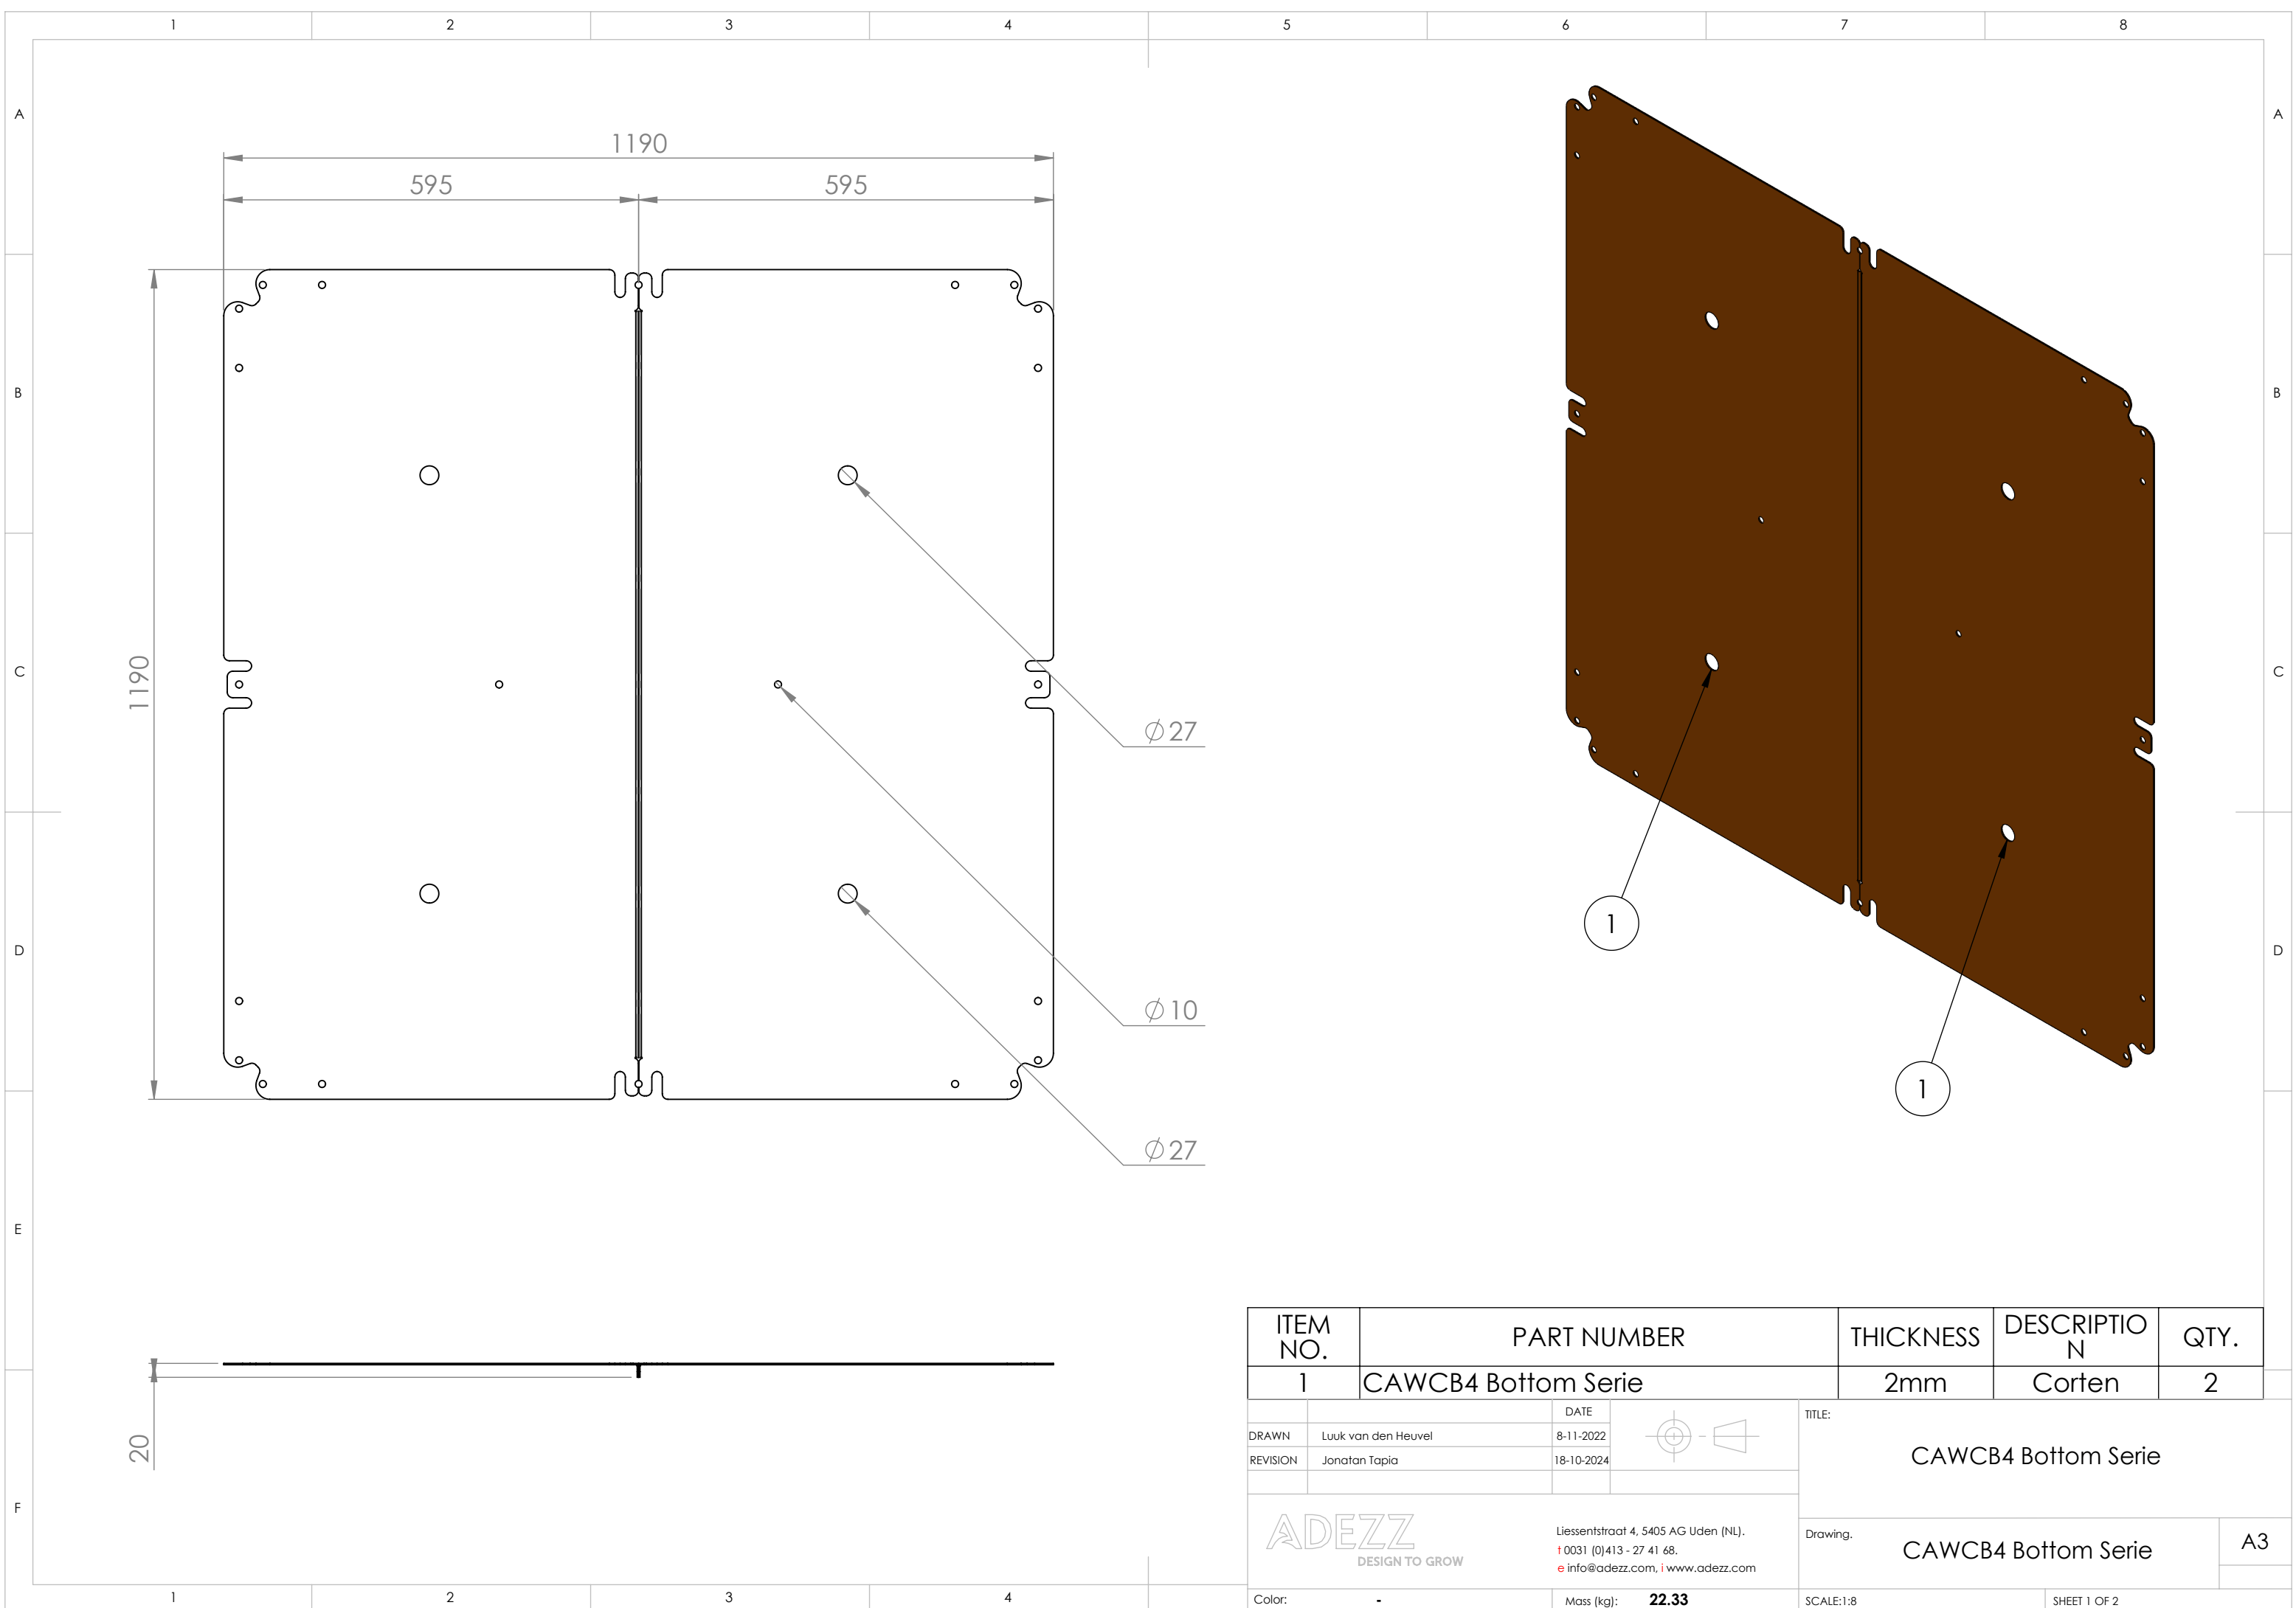 1 2 3 4 5 6 7 8
A A
1190
595 595
B B
1190
C C
Ø27
1
D D
Ø10
1
Ø27
E
ITEM NO. PART NUMBER THICKNESS DESCRIPTIO N QTY.
1 CAWCB4 Bottom Serie 2mm Corten 2
20
DATE
DRAWN Luuk van den Heuvel 8-11-2022
REVISION Jonatan Tapia 18-10-2024
TITLE:
CAWCB4 Bottom Serie
F
ADEZZ
DESIGN TO GROW
Liessentstraat 4, 5405 AG Uden (NL).
t 0031 (0)413 - 27 41 68.
e info@adezz.com, i www.adezz.com
Drawing.
CAWCB4 Bottom Serie
A3
1 2 3 4
Color: -
Mass (kg): 22.33
SCALE:1:8
SHEET 1 OF 2